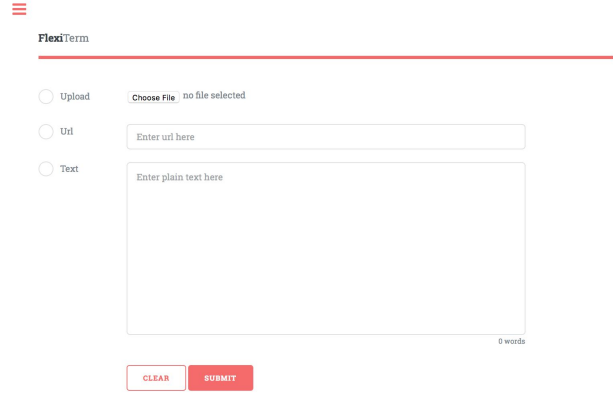 FlexiTerm
Upload Choose File no file selected
Url Enter url here
Text Enter plain text here
0 words
CLEAR SUBMIT